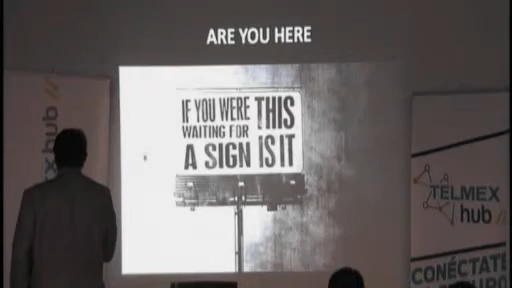 ARE YOU HERE
IF YOU WERE THIS
WAITING FOR
A SIGN IS IT
x hub //
TELMEX
hub //
CONÉCTATE